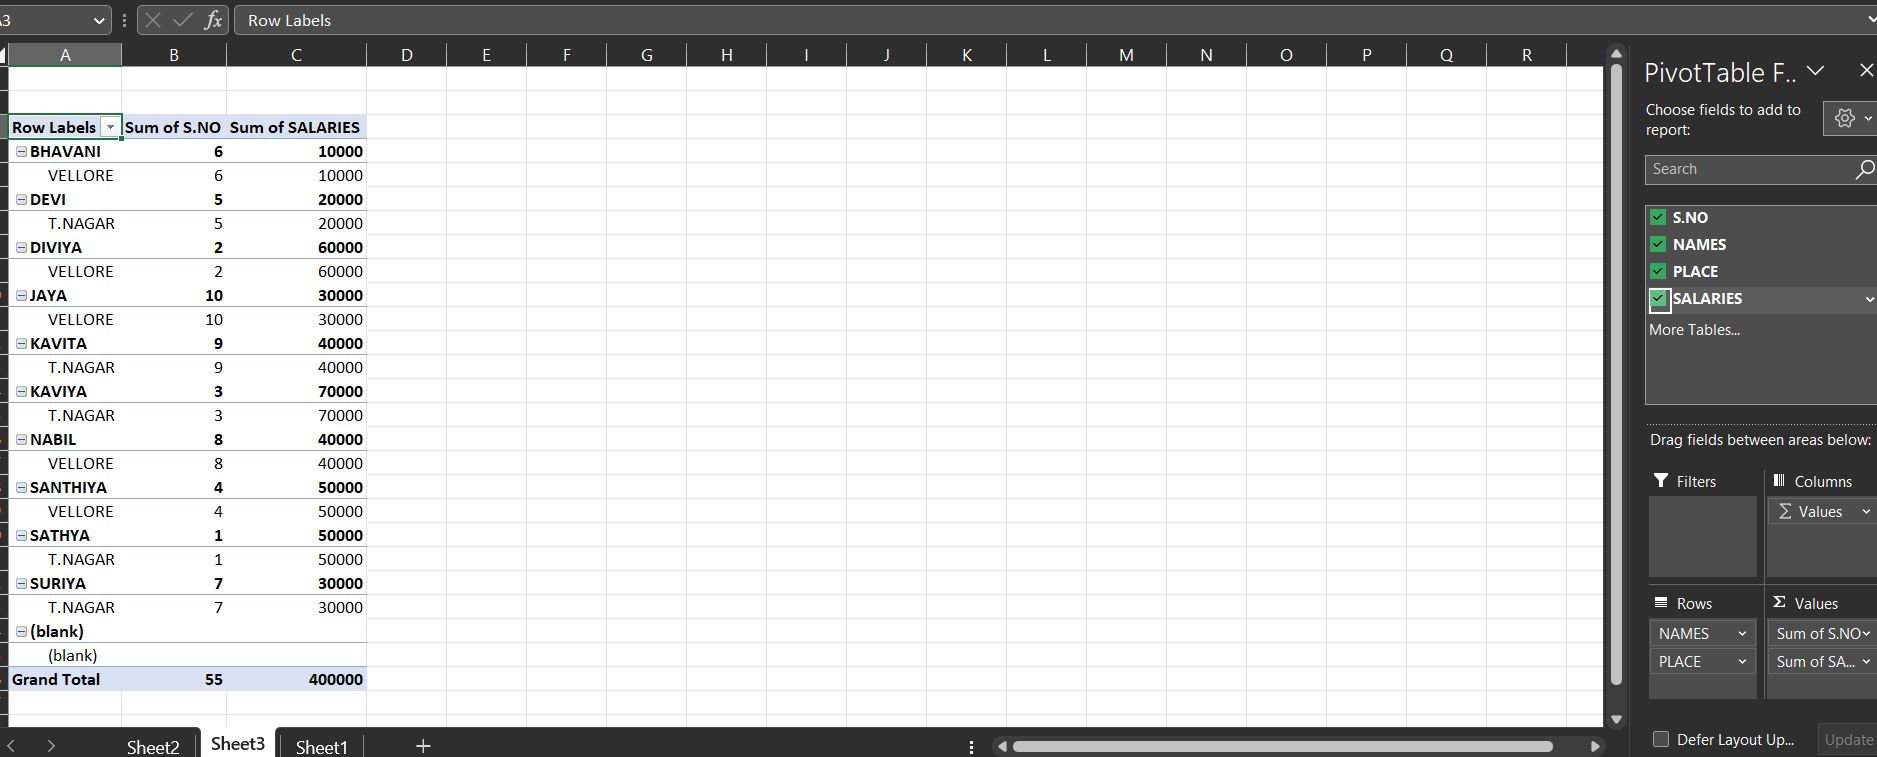 Row Labels
A B C D E F G H I J K L M N O P Q R
Row Labels Sum of S.NO Sum of SALARIES
BHAVANI 6 10000
VELLORE 6 10000
DEVI 5 20000
T.NAGAR 5 20000
DIVIYA 2 60000
VELLORE 2 60000
JAYA 10 30000
VELLORE 10 30000
KAVITA 9 40000
T.NAGAR 9 40000
KAVIYA 3 70000
T.NAGAR 3 70000
NABIL 8 40000
VELLORE 8 40000
SANTHIYA 4 50000
VELLORE 4 50000
SATHYA 1 50000
T.NAGAR 1 50000
SURIYA 7 30000
T.NAGAR 7 30000
(blank)
(blank)
Grand Total 55 400000
Sheet2 Sheet3 Sheet1
PivotTable F..
Choose fields to add to
report:
Search
S.NO
NAMES
PLACE
SALARIES
More Tables...
Drag fields between areas below:
Filters Columns
Σ Values
Rows Σ Values
NAMES Sum of S.NO
PLACE Sum of SA...
Defer Layout Up... Update